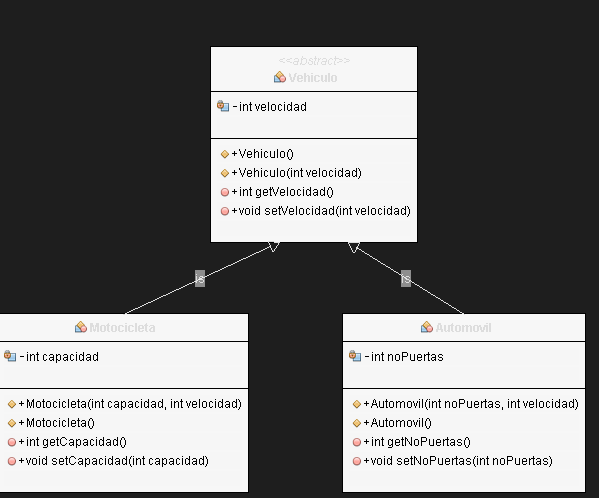 <<abstract>>
Vehiculo
-int velocidad
+Vehiculo()
+Vehiculo(int velocidad)
+int getVelocidad()
+void setVelocidad(int velocidad)
is
is
Motocicleta
-int capacidad
+Motocicleta(int capacidad, int velocidad)
+Motocicleta()
+int getCapacidad()
+void setCapacidad(int capacidad)
Automovil
-int noPuertas
+Automovil(int noPuertas, int velocidad)
+Automovil()
+int getNoPuertas()
+void setNoPuertas(int noPuertas)